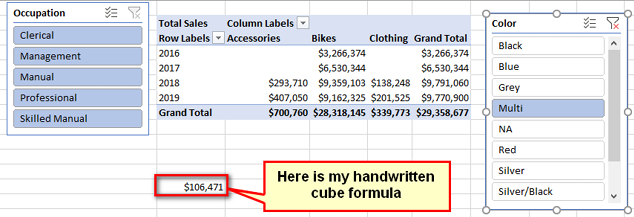 Occupation
Clerical
Management
Manual
Professional
Skilled Manual
Total Sales Column Labels
Row Labels Accessories Bikes Clothing Grand Total
2016 $3,266,374 $3,266,374
2017 $6,530,344 $6,530,344
2018 $293,710 $9,359,103 $138,248 $9,791,060
2019 $407,050 $9,162,325 $201,525 $9,770,900
Grand Total $700,760 $28,318,145 $339,773 $29,358,677
$106,471
Here is my handwritten
cube formula
Color
Black
Blue
Grey
Multi
NA
Red
Silver
Silver/Black